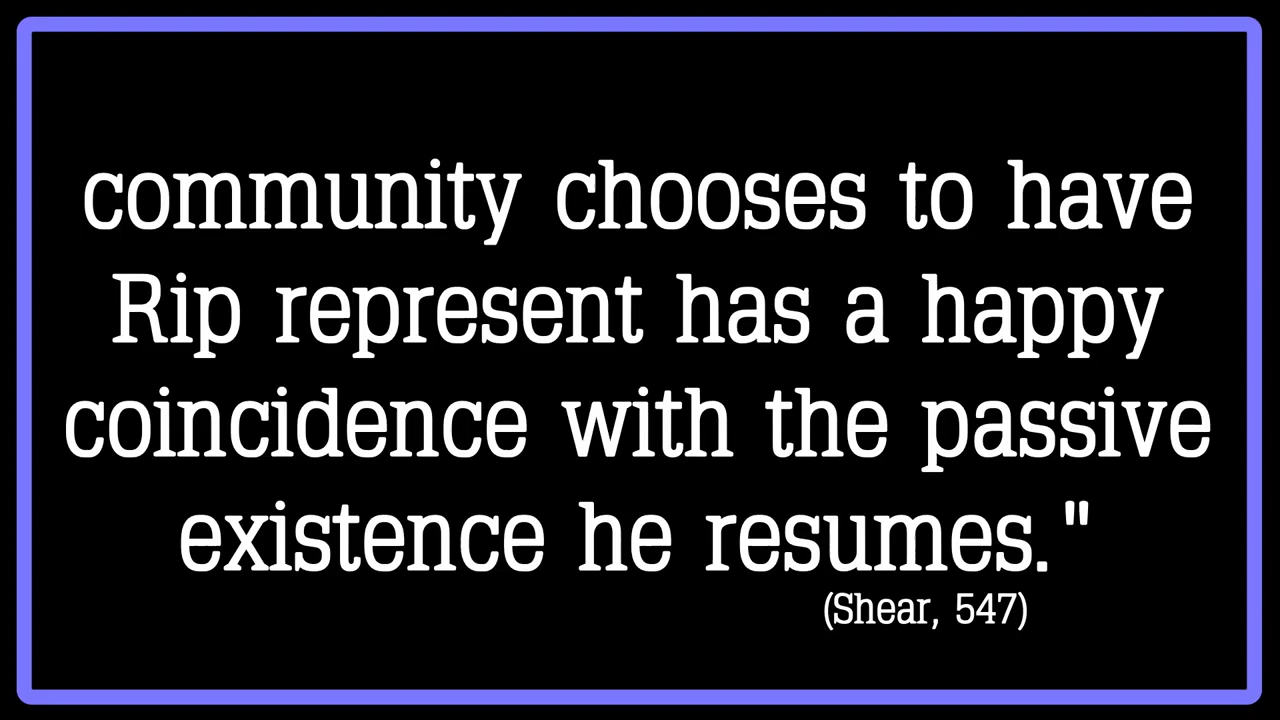 community chooses to have
Rip represent has a happy
coincidence with the passive
existence he resumes."
(Shear, 547)